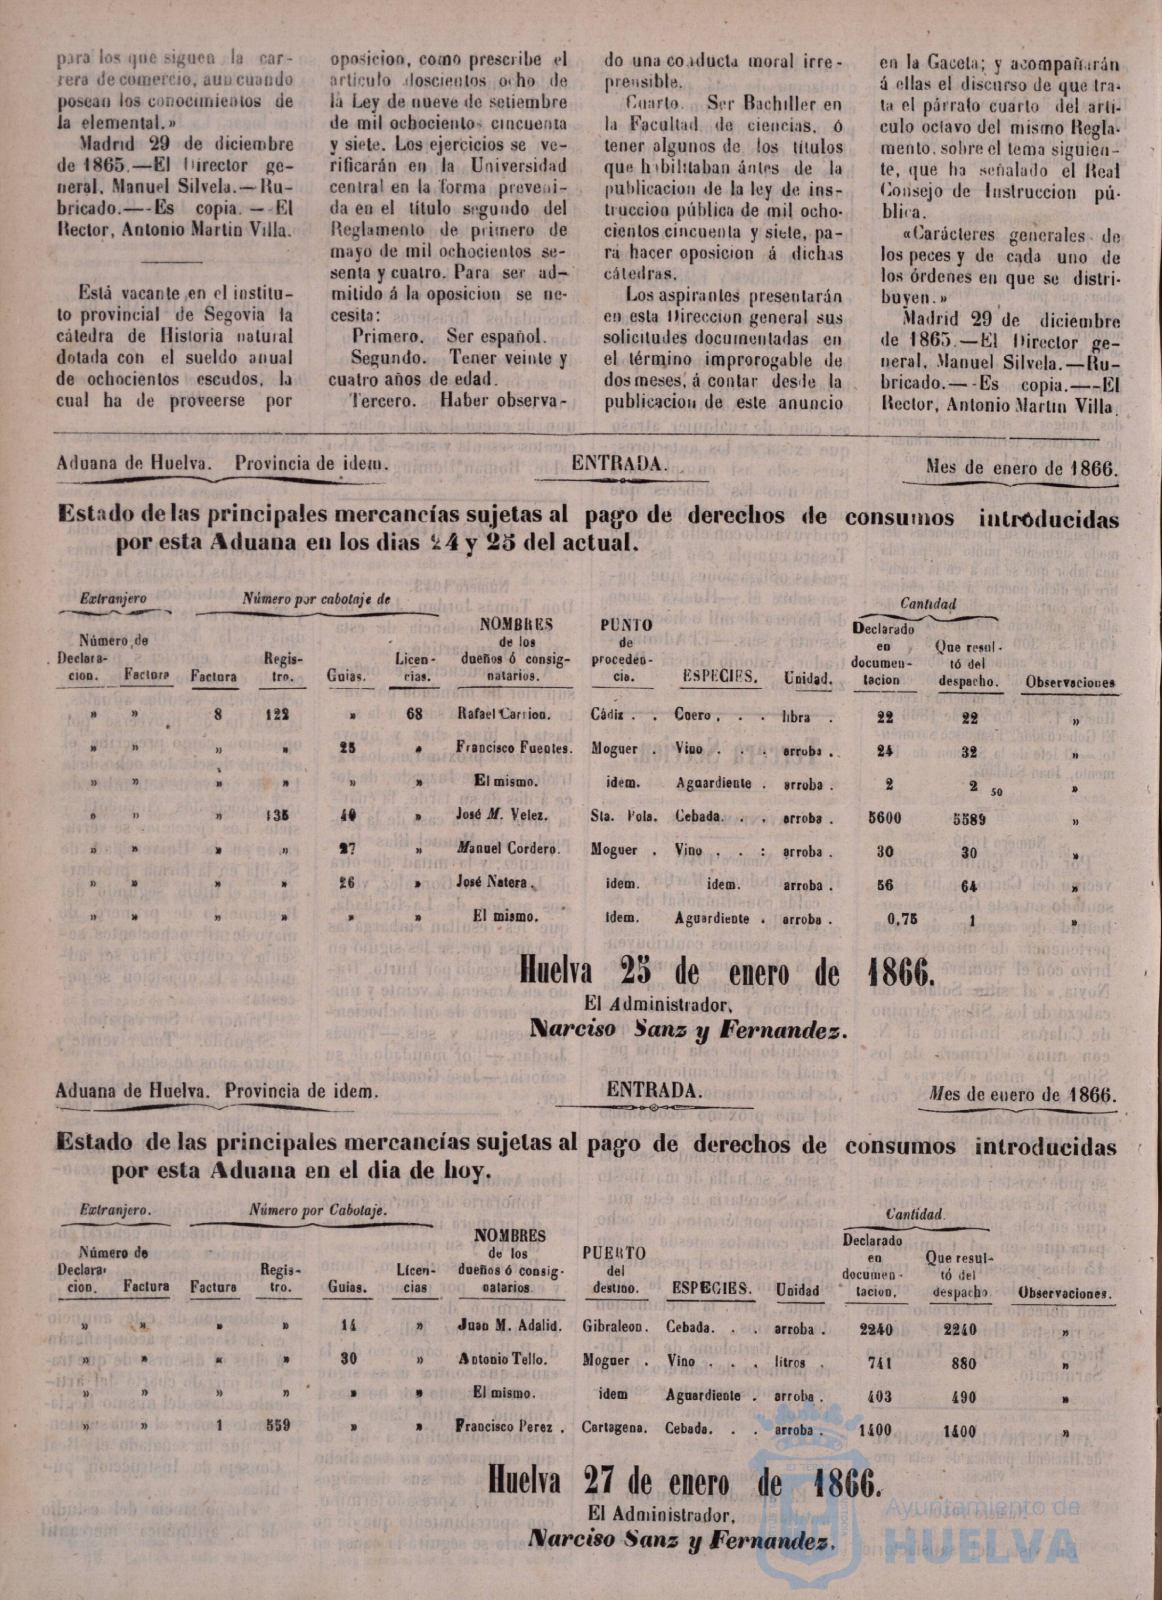 para los que siguen la car-
rera de comercio, aun cuando
posean los conocimientos de
la elemental.»
Madrid 29 de diciembre
de 1865.—El Director ge-
neral, Manuel Silvela.—Ru-
bricado.—-Es copia.—El
Rector, Antonio Martin Villa.
Está vacante en el institu-
to provincial de Segovia la
cátedra de Historia natural
dotada con el sueldo anual
de ochocientos escudos, la
cual ha de proveerse por
oposicion, como prescribe el
artículo doscientos ocho de
la Ley de nueve de setiembre
de mil ochocientos cincuenta
y siete. Los ejercicios se ve-
rificarán en la Universidad
central en la forma preveni-
da en el título segundo del
Reglamento de primero de
mayo de mil ochocientos se-
senta y cuatro. Para ser ad-
mitido á la oposicion se ne-
cesita:
Primero. Ser español.
Segundo. Tener veinte y
cuatro años de edad.
Tercero. Haber observa-
do una conducta moral irre-
prensible.
Cuarto. Ser Bachiller en
la Facultad de ciencias, ó
tener algunos de los títulos
que habilitaban ántes de la
publicacion de la ley de ins-
truccion pública de mil ocho-
cientos cincuenta y siete, pa-
ra hacer oposicion á dichas
cátedras.
Los aspirantes presentarán
en esta Direccion general sus
solicitudes documentadas en
el término improrogable de
dos meses, á contar desde la
publicacion de este anuncio
en la Gaceta; y acompañarán
á ellas el discurso de que tra-
ta el párrafo cuarto del artí-
culo octavo del mismo Regla-
mento, sobre el tema siguien-
te, que ha señalado el Real
Consejo de Instruccion pú-
blica.
«Carácteres generales de
los peces y de cada uno de
los órdenes en que se distri-
buyen.»
Madrid 29 de diciembre
de 1865.—El Director ge-
neral, Manuel Silvela.—Ru-
bricado.—-Es copia.—-El
Rector, Antonio Martin Villa.
Aduana de Huelva. Provincia de idem. ENTRADA. Mes de enero de 1866.
Estado de las principales mercancías sujetas al pago de derechos de consumos introducidas
por esta Aduana en los dias 24 y 25 del actual.
Extranjero Número por cabotaje de Cantidad
Número de Declara-cion. Factura Factura Regis-tro. Guias. Licen-cias. NOMBRES de los dueños ó consig-natarios. PUNTO de proceden-cia. ESPECIES. Unidad. Declarado en documen-tacion Que resul-tó del despacho. Observaciones
» » 8 122 » 68 Rafael Carrion. Cádiz . . Cuero . . . libra . 22 22 »
» » » » 25 » Francisco Fuentes. Moguer . Vino . . . arroba . 24 32 »
» » » » » » El mismo. idem. Aguardiente . arroba . 2 2 50 »
» » » 135 40 » José M. Velez. Sta. Pola. Cebada. . . arroba . 5600 5589 »
» » » » 27 » Manuel Cordero. Moguer . Vino . . : arroba . 30 30 »
» » » » 26 » José Natera. idem. idem. arroba . 56 64 »
» » » » » » El mismo. idem. Aguardiente . arroba . 0,75 1 »
Huelva 25 de enero de 1866.
El Administrador,
Narciso Sanz y Fernandez.
Aduana de Huelva. Provincia de idem. ENTRADA. Mes de enero de 1866.
Estado de las principales mercancías sujetas al pago de derechos de consumos introducidas
por esta Aduana en el dia de hoy.
Extranjero. Número por Cabotaje. Cantidad.
Número de Declara-cion. Factura Factura Regis-tro. Guias. Licen-cias NOMBRES de los dueños ó consig-natarios. PUERTO del destino. ESPECIES. Unidad Declarado en documen-tacion. Que resul-tó del despacho Observaciones.
» » » » 14 » Juan M. Adalid. Gibraleon. Cebada. . . arroba . 2240 2240 »
» » » » 30 » Antonio Tello. Moguer . Vino . . . litros . 741 880 »
» » » » » » El mismo. idem Aguardiente . arroba . 403 490 »
» » 1 559 » » Francisco Perez . Cartagena. Cebada. . . arroba . 1400 1400 »
Huelva 27 de enero de 1866.
El Administrador,
Narciso Sanz y Fernandez.
Ayuntamiento de
HUELVA